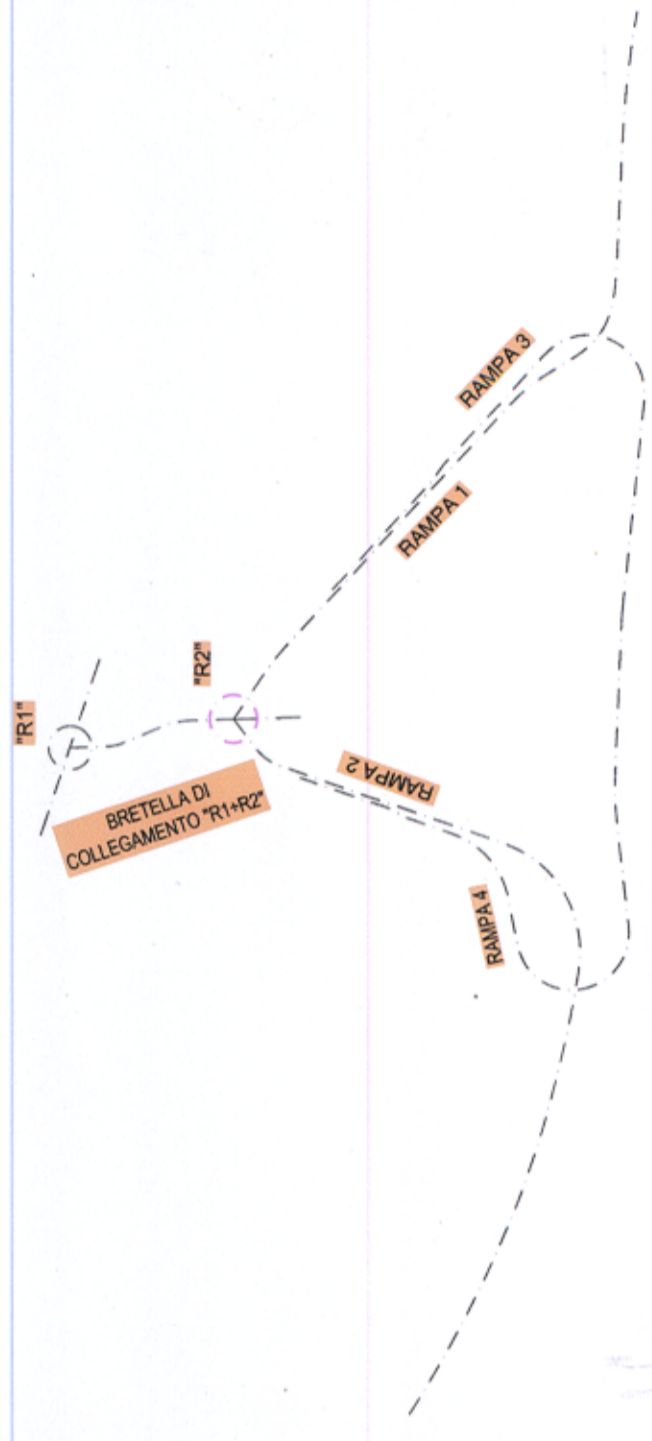 RAMPA 3
RAMPA 1
"R2"
"R1"
BRETELLA DI
COLLEGAMENTO "R1+R2"
RAMPA 2
RAMPA 4